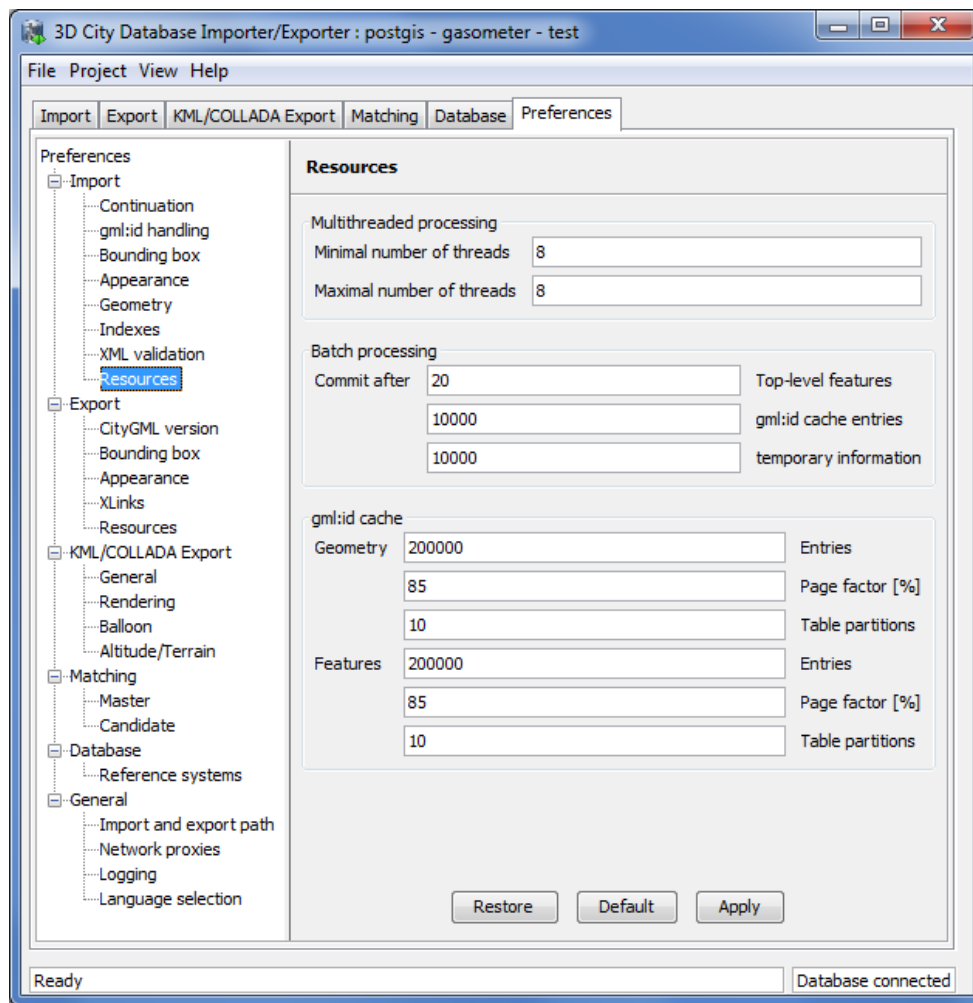 3D City Database Importer/Exporter : postgis - gasometer - test
File Project View Help
Import Export KML/COLLADA Export Matching Database Preferences
Preferences
Import
Continuation
gml:id handling
Bounding box
Appearance
Geometry
Indexes
XML validation
Resources
Export
CityGML version
Bounding box
Appearance
XLinks
Resources
KML/COLLADA Export
General
Rendering
Balloon
Altitude/Terrain
Matching
Master
Candidate
Database
Reference systems
General
Import and export path
Network proxies
Logging
Language selection
Resources
Multithreaded processing
Minimal number of threads 8
Maximal number of threads 8
Batch processing
Commit after 20 Top-level features
10000 gml:id cache entries
10000 temporary information
gml:id cache
Geometry 200000 Entries
85 Page factor [%]
10 Table partitions
Features 200000 Entries
85 Page factor [%]
10 Table partitions
Restore Default Apply
Ready Database connected